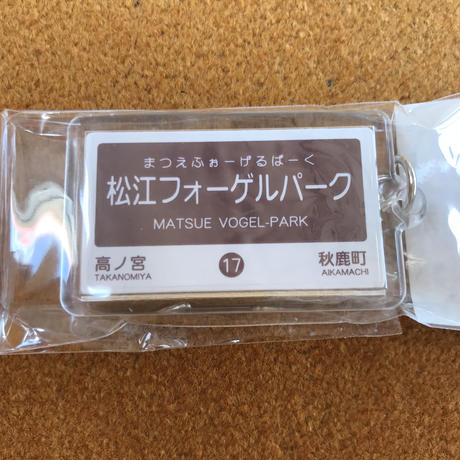 まつえふぉーげるぱーく
松江フォーゲルパーク
MATSUE VOGEL-PARK
高ノ宮 17 秋鹿町
TAKANOMIYA AIKAMACHI